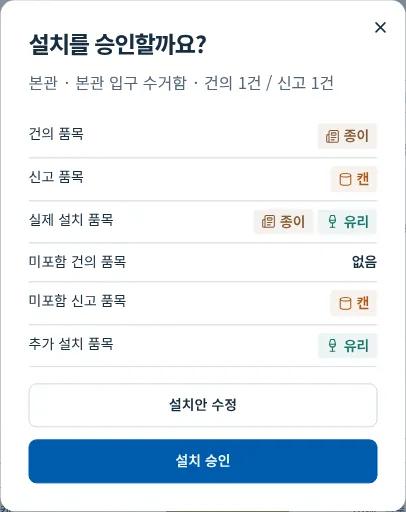 설치를 승인할까요?
본관 · 본관 입구 수거함 · 건의 1건 / 신고 1건
건의 품목 종이
신고 품목 캔
실제 설치 품목 종이 유리
미포함 건의 품목 없음
미포함 신고 품목 캔
추가 설치 품목 유리
설치안 수정
설치 승인